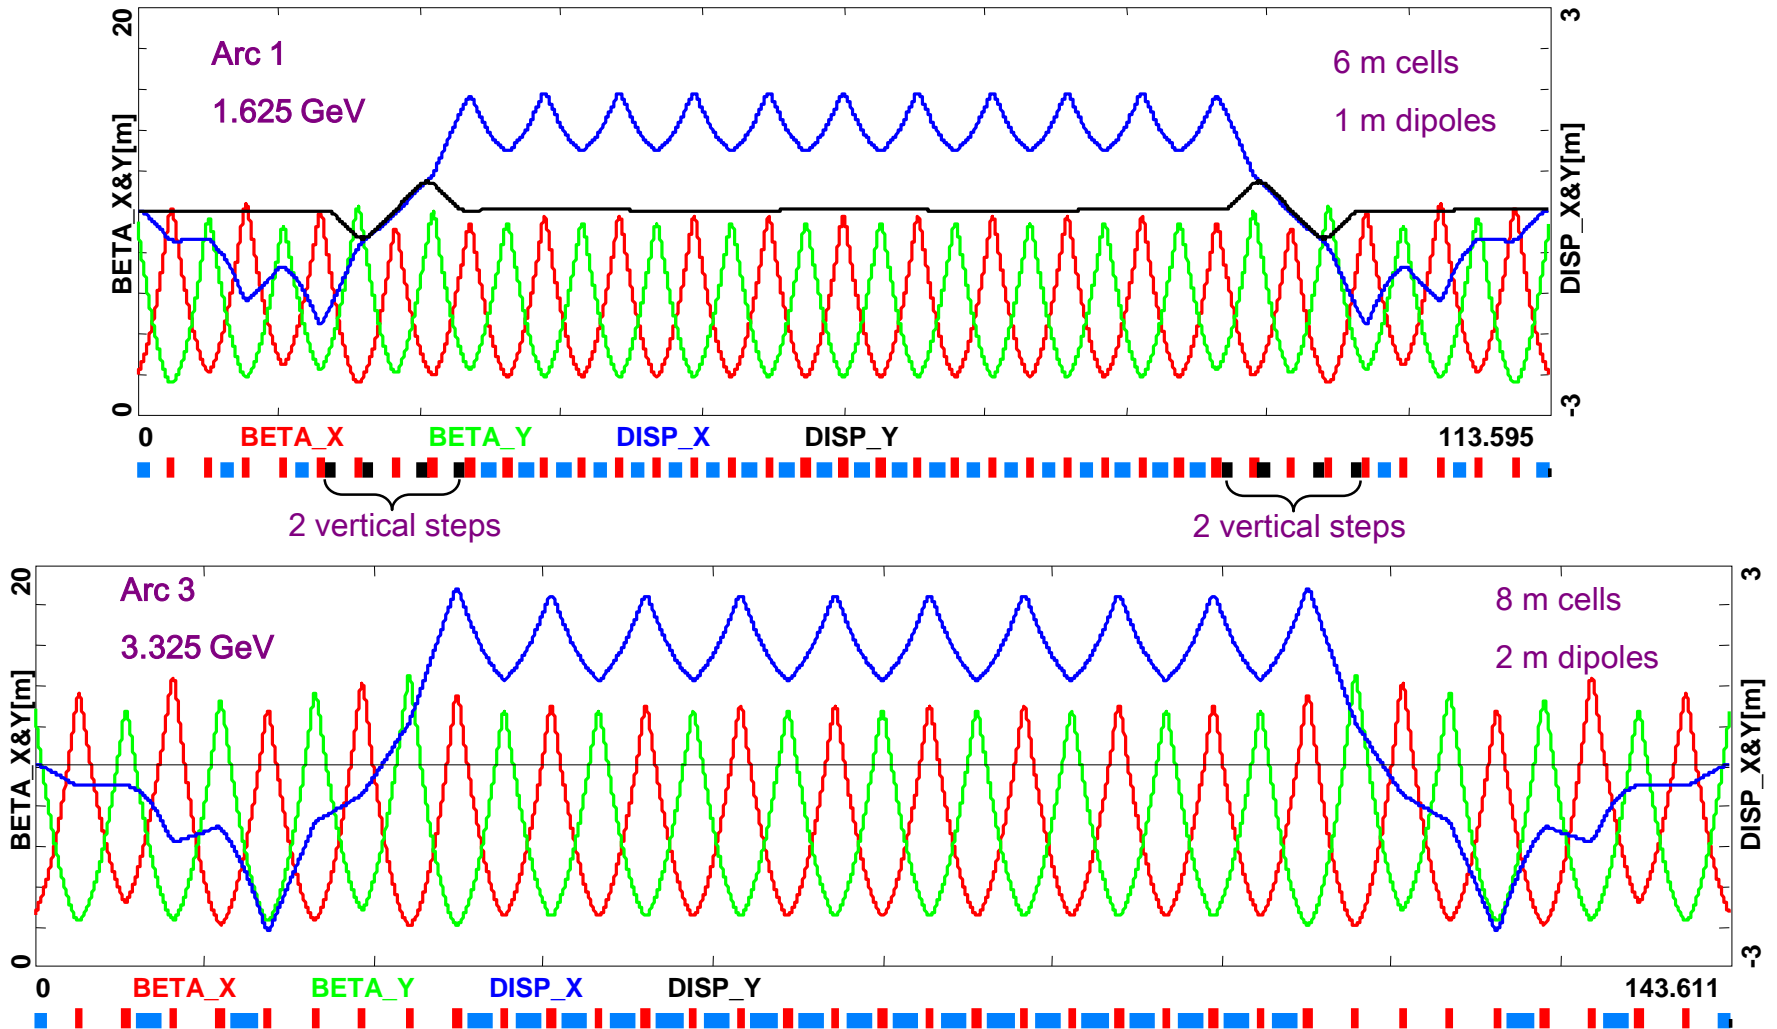 20
3
Arc 1
6 m cells
1.625 GeV
1 m dipoles
BETA_X&Y[m]
DISP_X&Y[m]
0
-3
0 BETA_X BETA_Y DISP_X DISP_Y 113.595
2 vertical steps
2 vertical steps
20
3
Arc 3
8 m cells
3.325 GeV
2 m dipoles
BETA_X&Y[m]
DISP_X&Y[m]
0
-3
0 BETA_X BETA_Y DISP_X DISP_Y 143.611